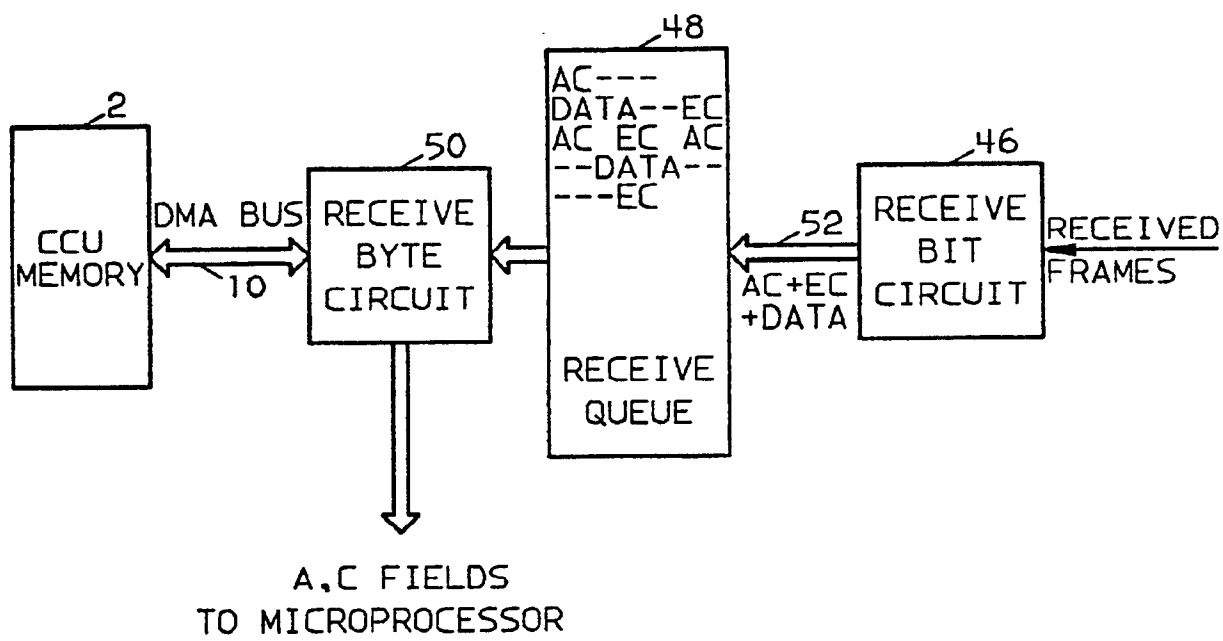 2
CCU
MEMORY
DMA BUS
10
50
RECEIVE
BYTE
CIRCUIT
A,C FIELDS
TO MICROPROCESSOR
48
AC---
DATA--EC
AC EC AC
--DATA--
---EC
RECEIVE
QUEUE
52
AC+EC
+DATA
46
RECEIVE
BIT
CIRCUIT
RECEIVED
FRAMES